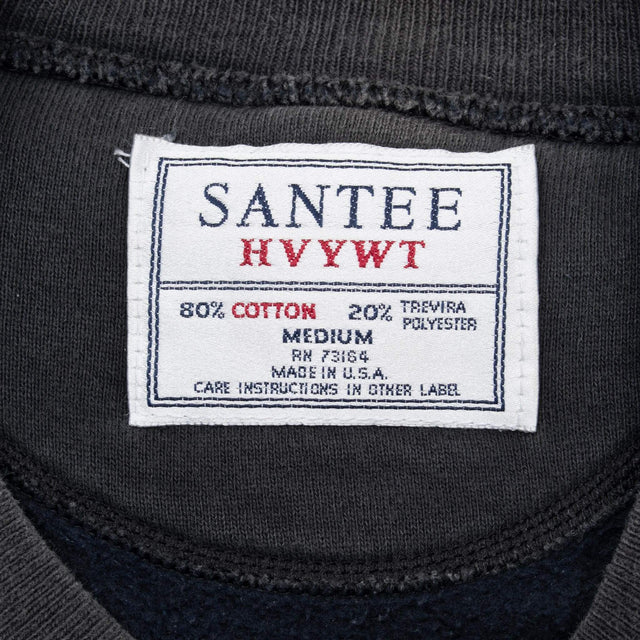 SANTEE
HVYWT
80% COTTON 20% TREVIRA POLYESTER
MEDIUM
RN 73164
MADE IN U.S.A.
CARE INSTRUCTIONS IN OTHER LABEL